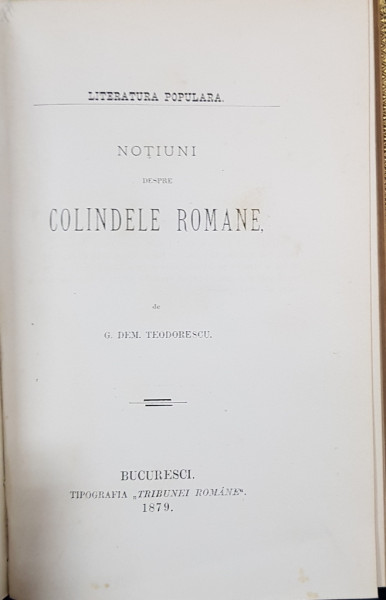 LITERATURA POPULARA.
NOȚIUNI
DESPRE
COLINDELE ROMANE,
de
G. DEM. TEODORESCU.
BUCURESCI.
TIPOGRAFIA „TRIBUNEI ROMÂNE“.
1879.